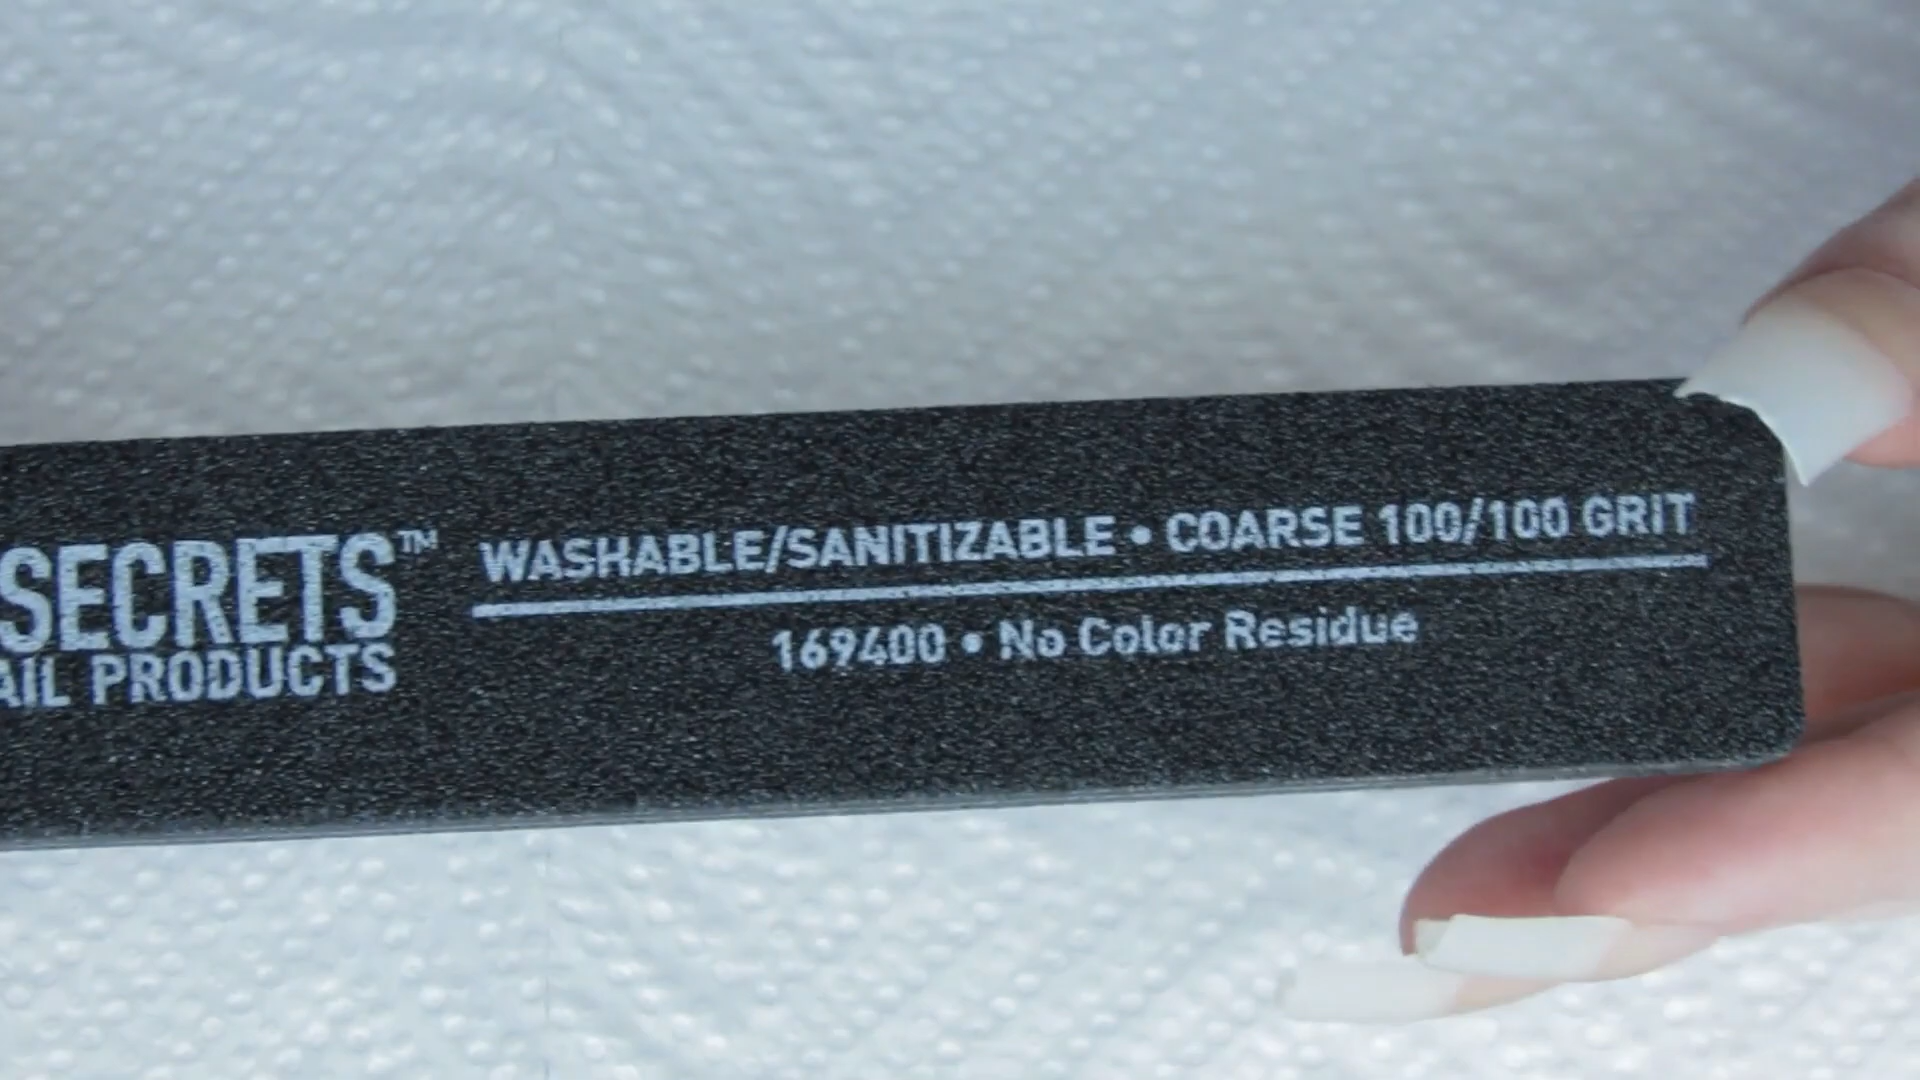 SECRETS™
AIL PRODUCTS
WASHABLE/SANITIZABLE • COARSE 100/100 GRIT
169400 • No Color Residue